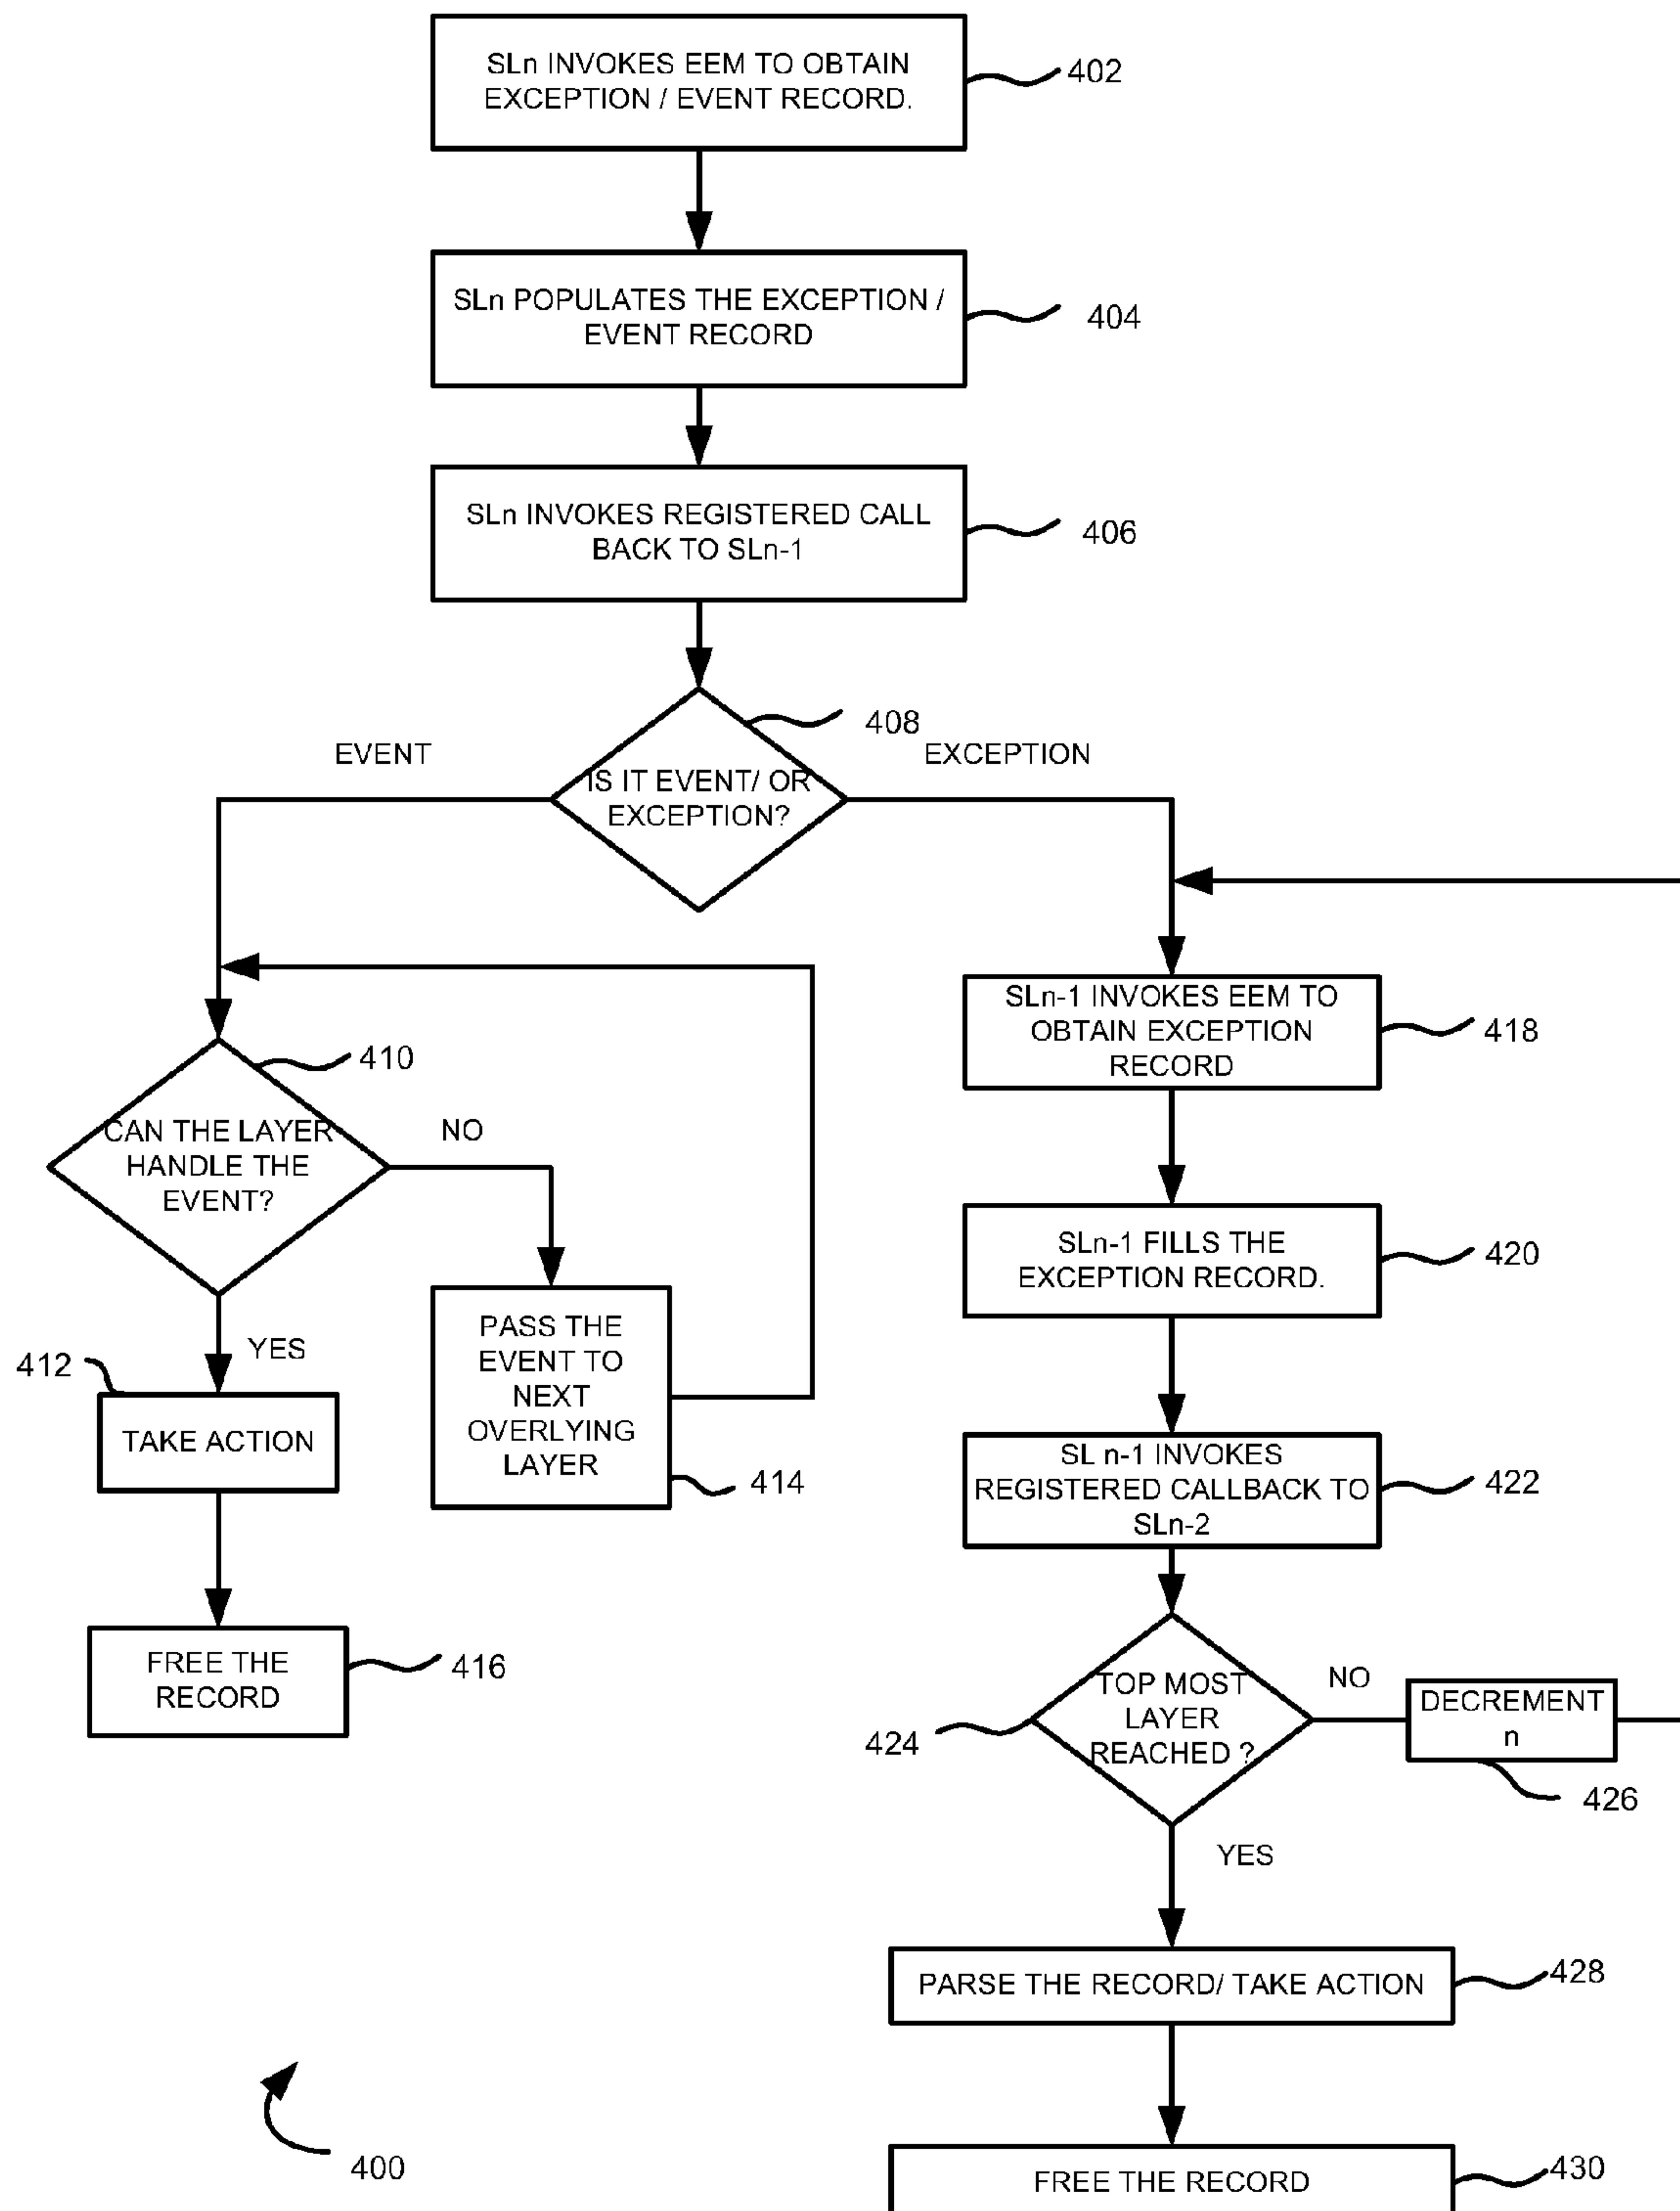 SLn INVOKES EEM TO OBTAIN
EXCEPTION / EVENT RECORD.
402
SLn POPULATES THE EXCEPTION /
EVENT RECORD
404
SLn INVOKES REGISTERED CALL
BACK TO SLn-1
406
408
EVENT
EXCEPTION
IS IT EVENT/ OR
EXCEPTION?
410
CAN THE LAYER
HANDLE THE
EVENT?
NO
YES
412
TAKE ACTION
PASS THE
EVENT TO
NEXT
OVERLYING
LAYER
414
FREE THE
RECORD
416
SLn-1 INVOKES EEM TO
OBTAIN EXCEPTION
RECORD
418
SLn-1 FILLS THE
EXCEPTION RECORD.
420
SL n-1 INVOKES
REGISTERED CALLBACK TO
SLn-2
422
TOP MOST
LAYER
REACHED ?
424
NO
DECREMENT
n
426
YES
PARSE THE RECORD/ TAKE ACTION
428
FREE THE RECORD
430
400